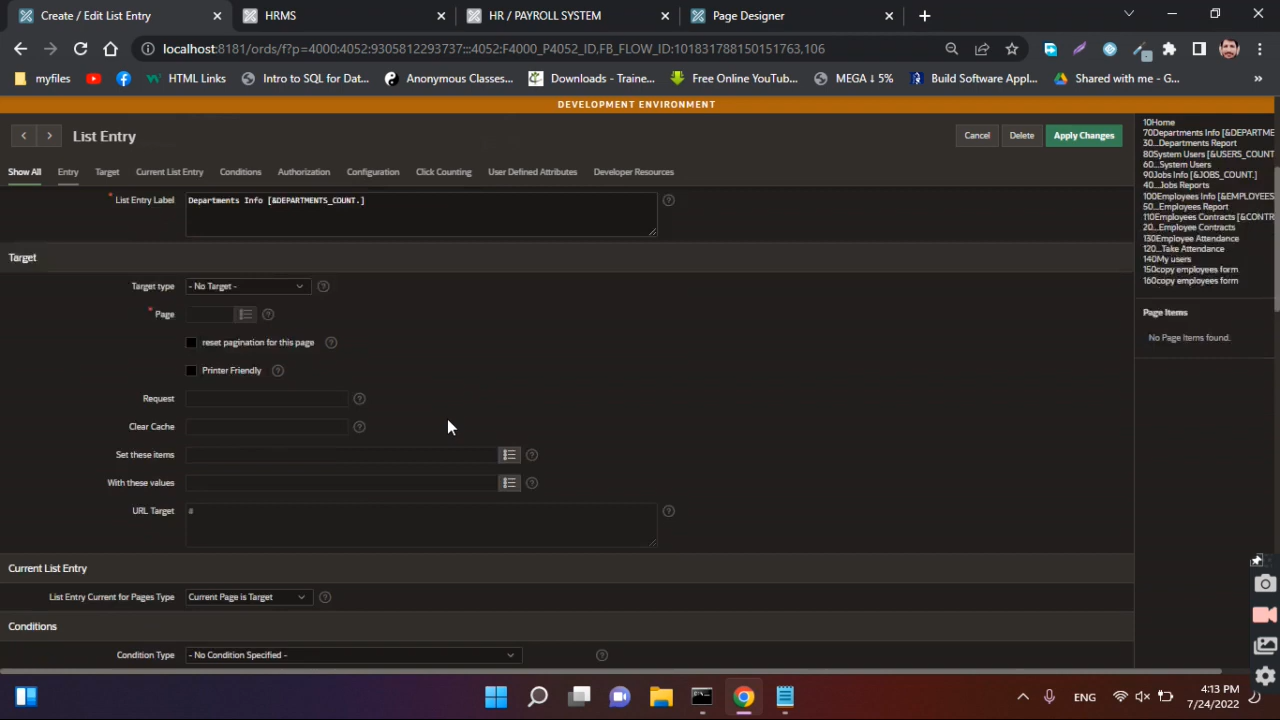 Create / Edit List Entry
HRMS
HR / PAYROLL SYSTEM
Page Designer
localhost:8181/ords/f?p=4000:4052:9305812293737:::4052:F4000_P4052_ID,FB_FLOW_ID:10183178815015173,106
myfiles
HTML Links
Intro to SQL for Dat...
Anonymous Classes...
Downloads - Traine...
Free Online YouTub...
MEGA ↓ 5%
Build Software Appl...
Shared with me - G...
DEVELOPMENT ENVIRONMENT
List Entry
Cancel
Delete
Apply Changes
Show All
Entry
Target
Current List Entry
Conditions
Authorization
Configuration
Click Counting
User Defined Attributes
Developer Resources
* List Entry Label
Departments Info [&DEPARTMENTS_COUNT.]
Target
Target type
- No Target -
* Page
reset pagination for this page
Printer Friendly
Request
Clear Cache
Set these items
With these values
URL Target
#
Current List Entry
List Entry Current for Pages Type
Current Page is Target
Conditions
Condition Type
- No Condition Specified -
10Home
70Departments Info [&DEPARTME
30...Departments Report
80System Users [&USERS_COUNT
60...System Users
90Jobs Info [&JOBS_COUNT.]
40...Jobs Reports
100Employees Info [&EMPLOYEES
50...Employees Report
110Employees Contracts [&CONTR
20...Employee Contracts
130Employee Attendance
120...Take Attendance
140My users
150copy employees form
160copy employees form
Page Items
No Page Items found.
ENG
4:13 PM
7/24/2022